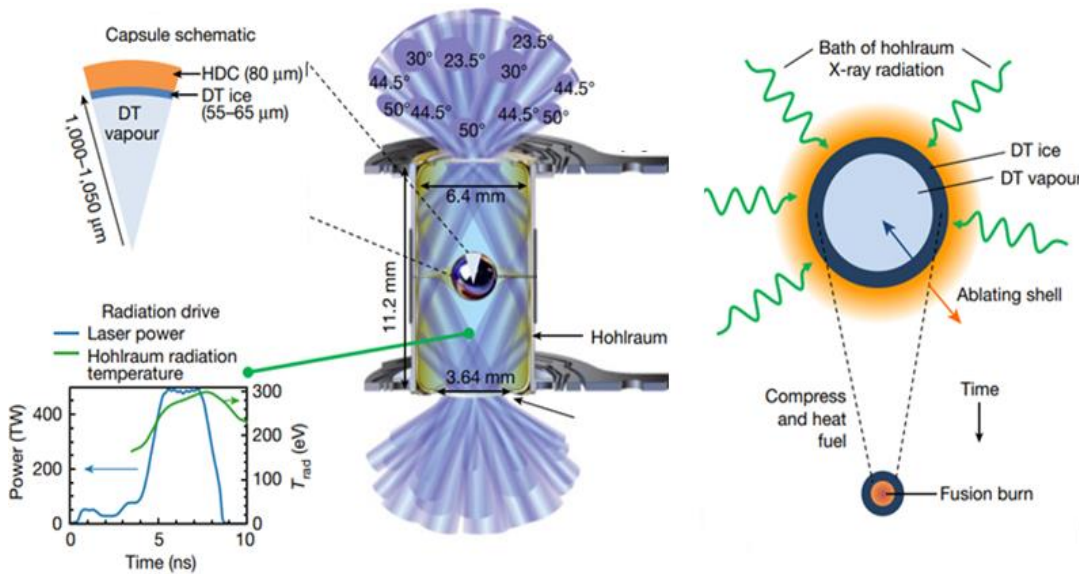 Capsule schematic
HDC (80 μm)
DT ice
(55–65 μm)
DT
vapour
1,000–1,050 μm
23.5°
30°
23.5°
30°
44.5°
44.5°
50°
44.5°
44.5°
50°
50°
6.4 mm
11.2 mm
Hohlraum
3.64 mm
Radiation drive
Laser power
Hohlraum radiation
temperature
Power (TW)
400
200
0
300
200
100
0
T rad (eV)
0
5
10
Time (ns)
Bath of hohlraum
X-ray radiation
DT ice
DT vapour
Ablating shell
Compress
and heat
fuel
Time
Fusion burn